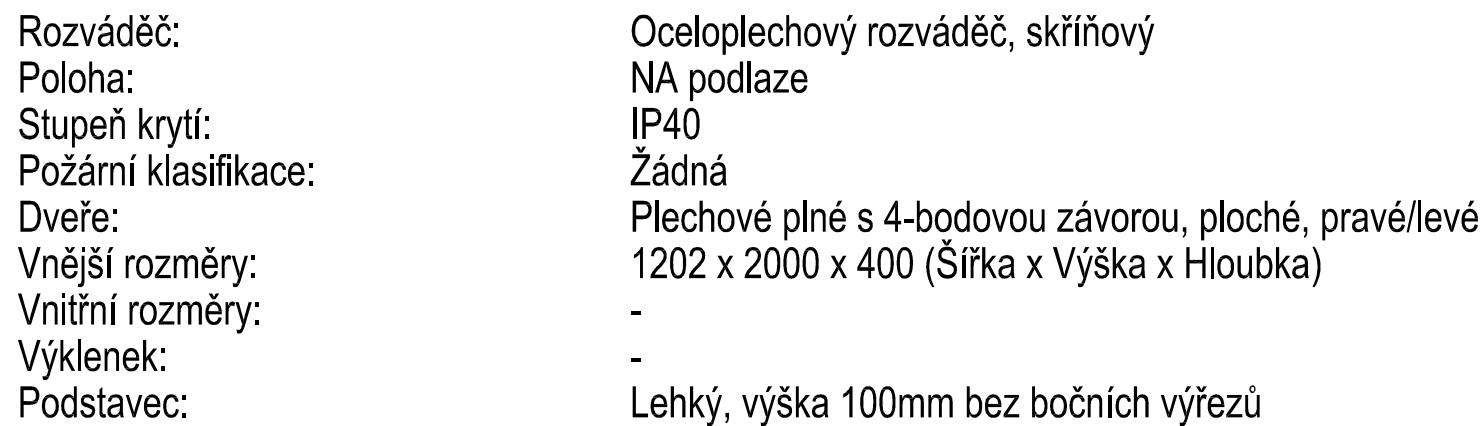 Rozváděč: Oceloplechový rozváděč, skříňový
Poloha: NA podlaze
Stupeň krytí: IP40
Požární klasifikace: Žádná
Dveře: Plechové plné s 4-bodovou závorou, ploché, pravé/levé
Vnější rozměry: 1202 x 2000 x 400 (Šířka x Výška x Hloubka)
Vnitřní rozměry: -
Výklenek: -
Podstavec: Lehký, výška 100mm bez bočních výřezů